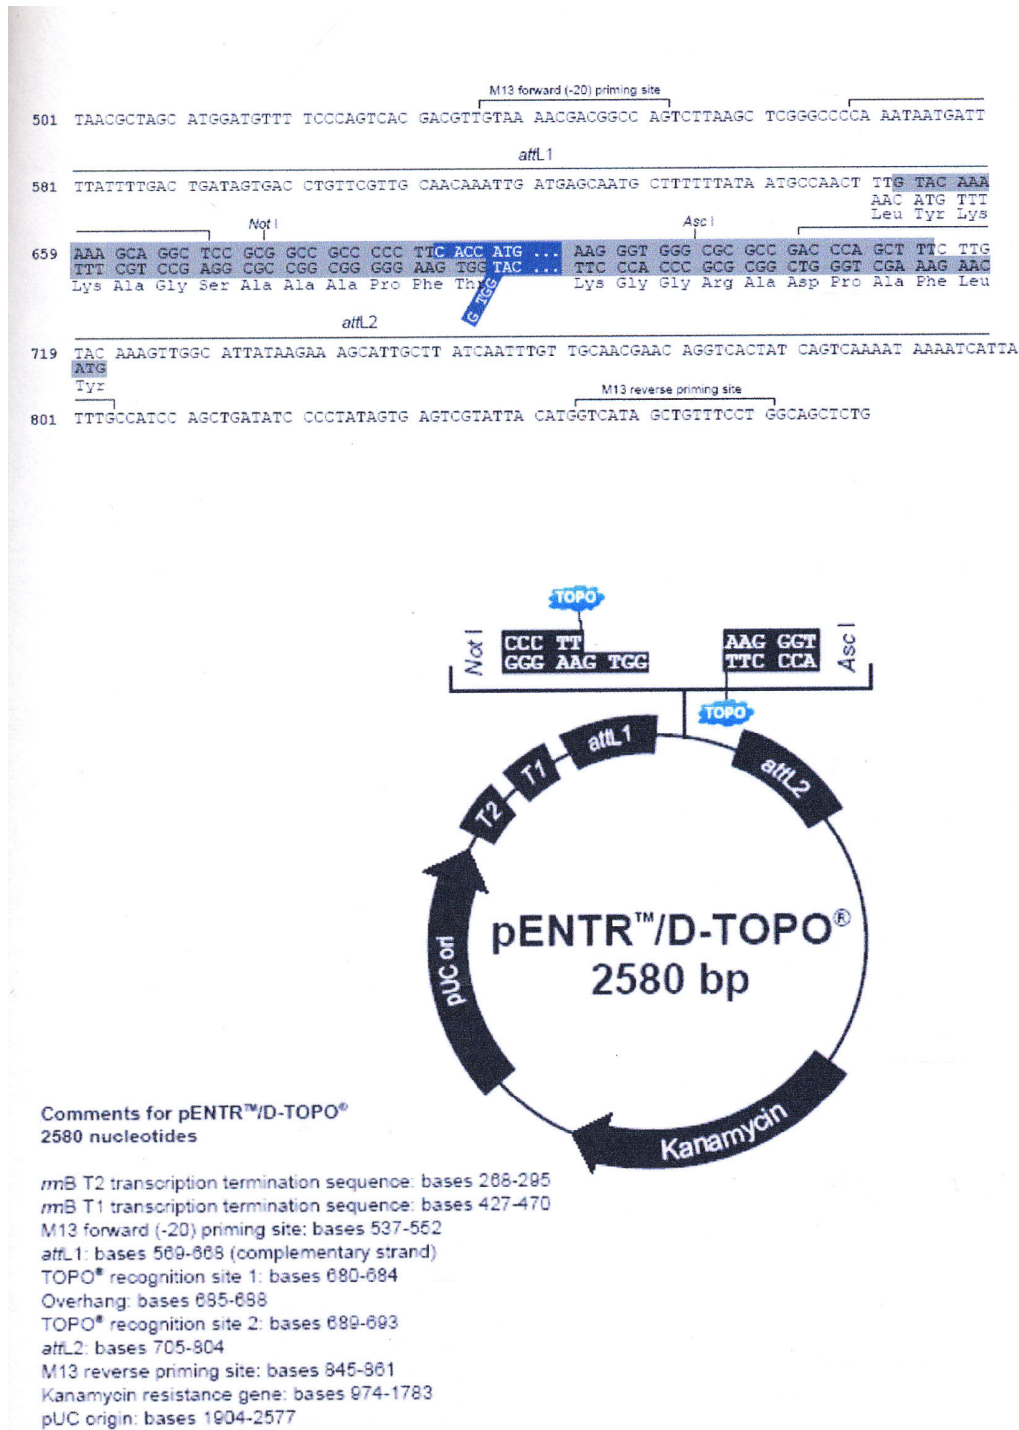 M13 forward (-20) priming site
501 TAACGCTAGC ATGGATGTTT TCCCAGTCAC GACGTTGTAA AACGACGGCC AGTCTTAAGC TCGGGCCCCA AATAATGATT
attL1
581 TTATTTTGAC TGATAGTGAC CTGTTCGTTG CAACAAATTG ATGAGCAATG CTTTTTTATA ATGCCAACT TTG TAC AAA
AAC ATG TTT
Leu Tyr Lys
Not I Asc I
659 AAA GCA GGC TCC GCG GCC GCC CCC TTC ACC ATG ... AAG GGT GGG CGC GCC GAC CCA GCT TTC TTG
TTT CGT CCG AGG CGC CGG CGG GGG AAG TGG TAC ... TTC CCA CCC GCG CGG CTG GGT CGA AAG AAC
Lys Ala Gly Ser Ala Ala Ala Pro Phe Thr Lys Gly Gly Arg Ala Asp Pro Ala Phe Leu
G TGG
attL2
719 TAC AAAGTTGGC ATTATAAGAA AGCATTGCTT ATCAATTTGT TGCAACGAAC AGGTCACTAT CAGTCAAAAT AAAATCATTA
ATG
Tyr
M13 reverse priming site
801 TTTGCCATCC AGCTGATATC CCCTATAGTG AGTCGTATTA CATGGTCATA GCTGTTTCCT GGCAGCTCTG
TOPO
Not I
CCC TT
GGG AAG TGG
AAG GGT
TTC CCA
Asc I
TOPO
attL1
T1
T2
attL2
pUC ori
pENTR™/D-TOPO®
2580 bp
Kanamycin
Comments for pENTR™/D-TOPO®
2580 nucleotides
rrnB T2 transcription termination sequence: bases 268-295
rrnB T1 transcription termination sequence: bases 427-470
M13 forward (-20) priming site: bases 537-552
attL1: bases 569-668 (complementary strand)
TOPO® recognition site 1: bases 680-684
Overhang: bases 685-688
TOPO® recognition site 2: bases 689-693
attL2: bases 705-804
M13 reverse priming site: bases 845-861
Kanamycin resistance gene: bases 974-1783
pUC origin: bases 1904-2577